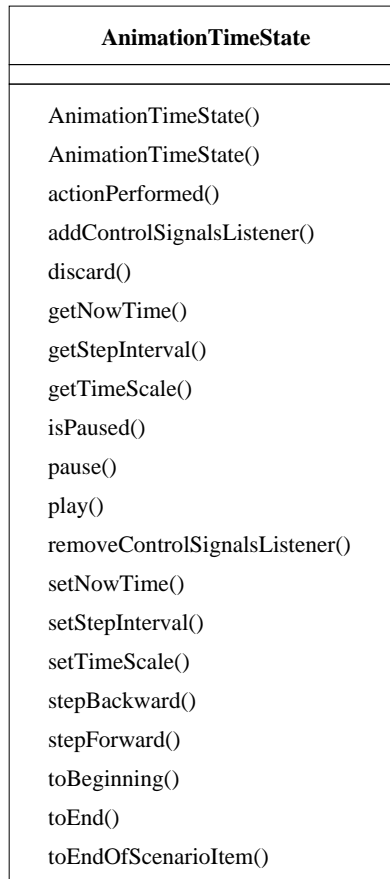 AnimationTimeState
AnimationTimeState()
AnimationTimeState()
actionPerformed()
addControlSignalsListener()
discard()
getNowTime()
getStepInterval()
getTimeScale()
isPaused()
pause()
play()
removeControlSignalsListener()
setNowTime()
setStepInterval()
setTimeScale()
stepBackward()
stepForward()
toBeginning()
toEnd()
toEndOfScenarioItem()